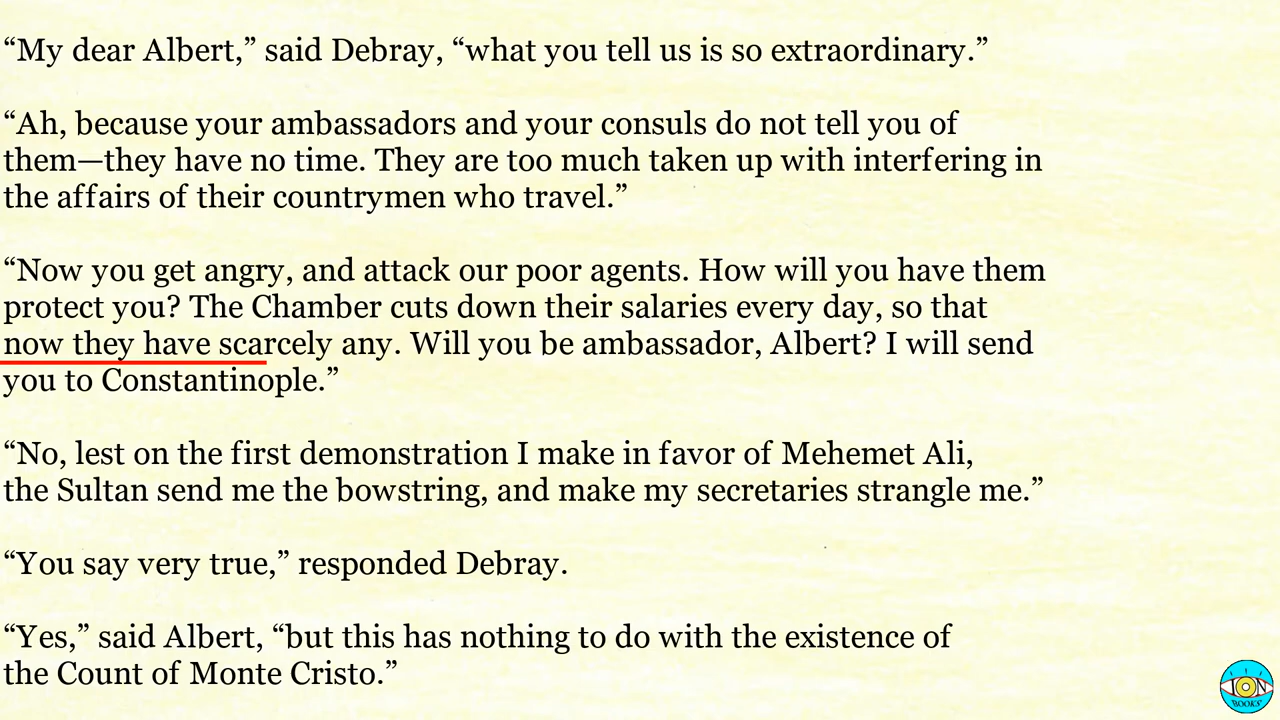 “My dear Albert,” said Debray, “what you tell us is so extraordinary.”
“Ah, because your ambassadors and your consuls do not tell you of
them—they have no time. They are too much taken up with interfering in
the affairs of their countrymen who travel.”
“Now you get angry, and attack our poor agents. How will you have them
protect you? The Chamber cuts down their salaries every day, so that
now they have scarcely any. Will you be ambassador, Albert? I will send
you to Constantinople.”
“No, lest on the first demonstration I make in favor of Mehemet Ali,
the Sultan send me the bowstring, and make my secretaries strangle me.”
“You say very true,” responded Debray.
“Yes,” said Albert, “but this has nothing to do with the existence of
the Count of Monte Cristo.”
ION
BOOKS